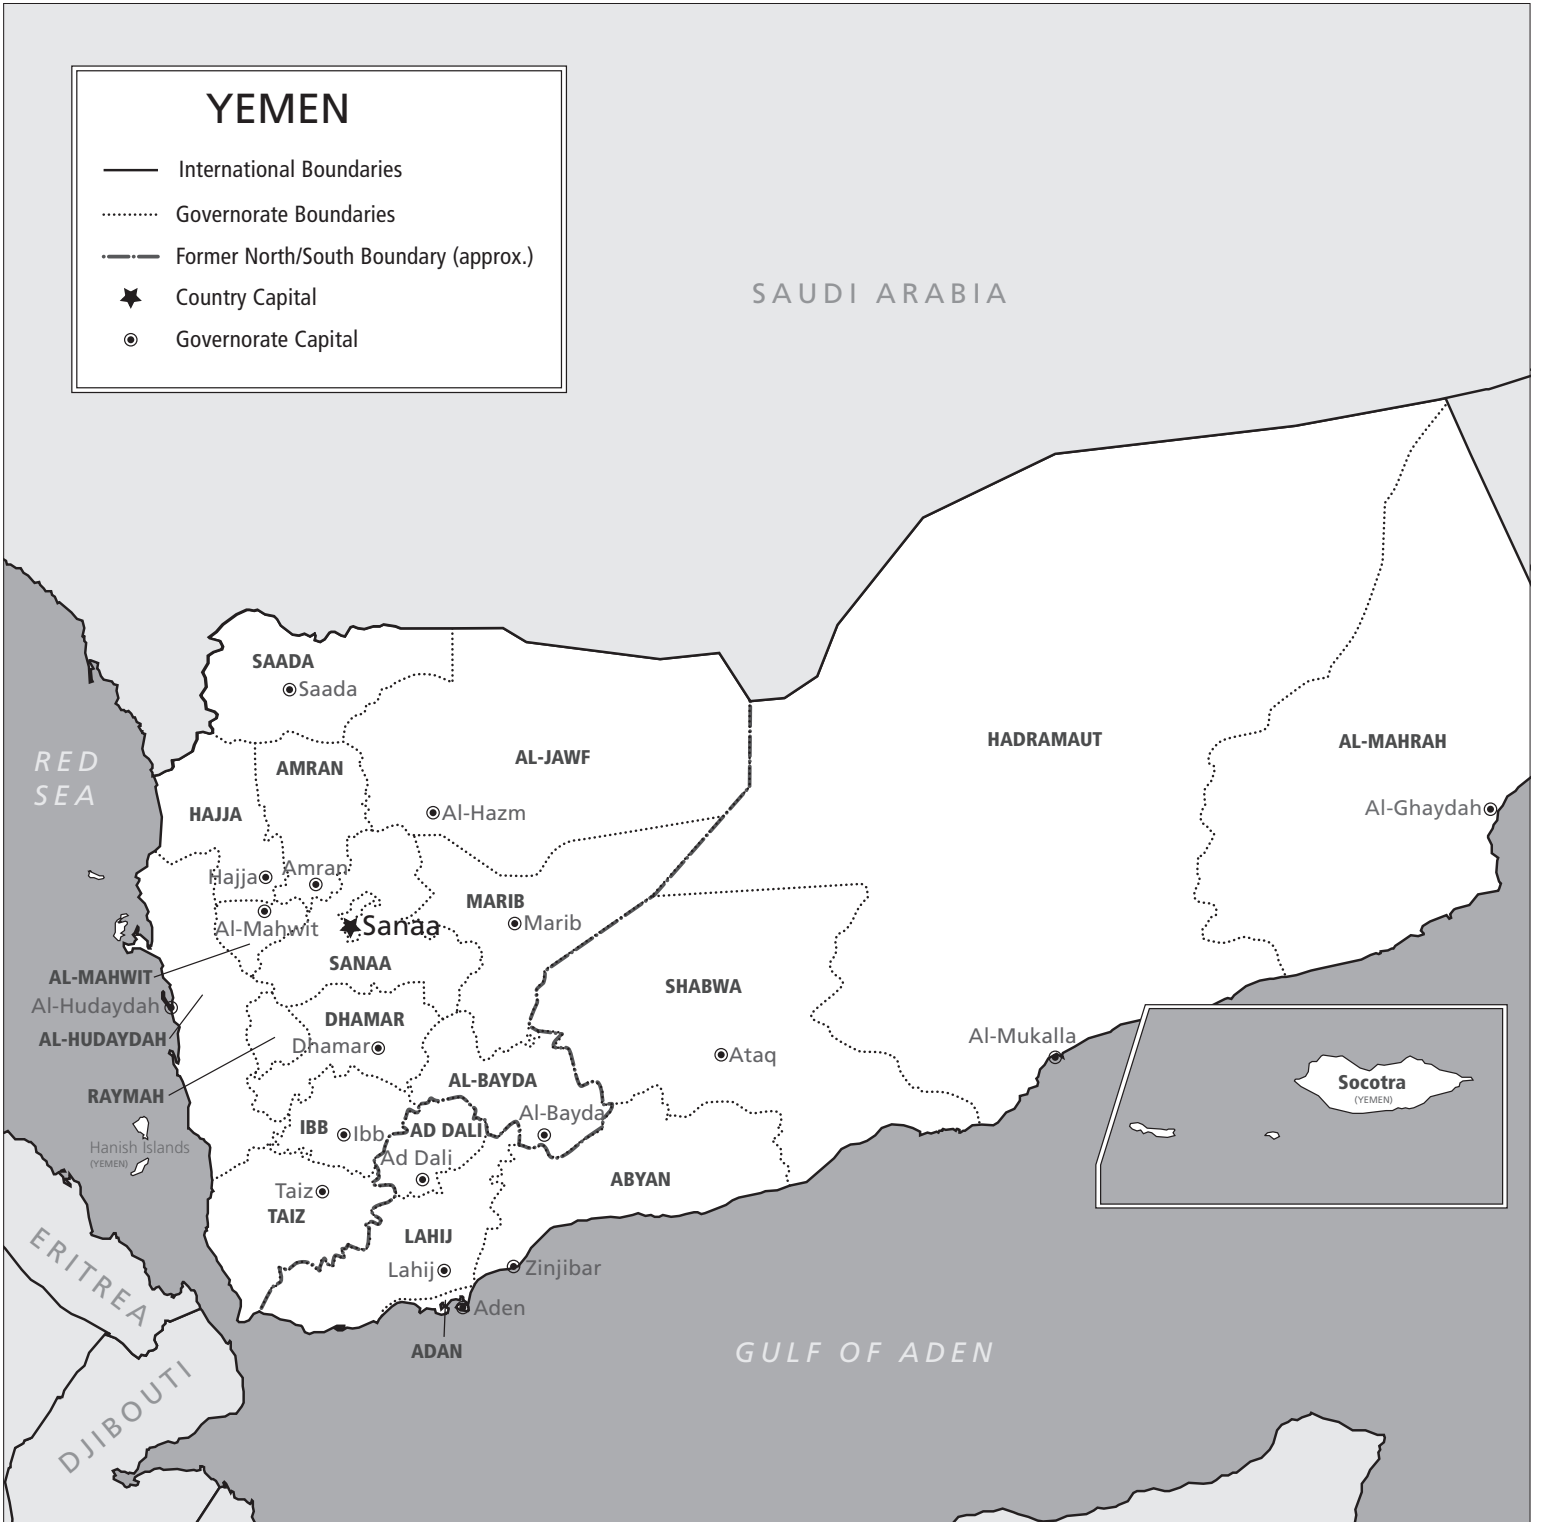 YEMEN
International Boundaries
Governorate Boundaries
Former North/South Boundary (approx.)
Country Capital
Governorate Capital
SAUDI ARABIA
RED
SEA
SAADA
Saada
AL-JAWF
AMRAN
HADRAMAUT
AL-MAHRAH
HAJJA
Al-Hazm
Al-Ghaydah
Hajja
Amran
MARIB
Al-Mahwit
Sanaa
Marib
SANAA
AL-MAHWIT
SHABWA
Al-Hudaydah
DHAMAR
AL-HUDAYDAH
Dhamar
Al-Mukalla
Ataq
AL-BAYDA
Socotra
(YEMEN)
RAYMAH
Al-Bayda
IBB
Ibb
AD DALI
Hanish Islands
(YEMEN)
Ad Dali
ABYAN
Taiz
TAIZ
LAHIJ
ERITREA
Lahij
Zinjibar
Aden
ADAN
GULF OF ADEN
DJIBOUTI